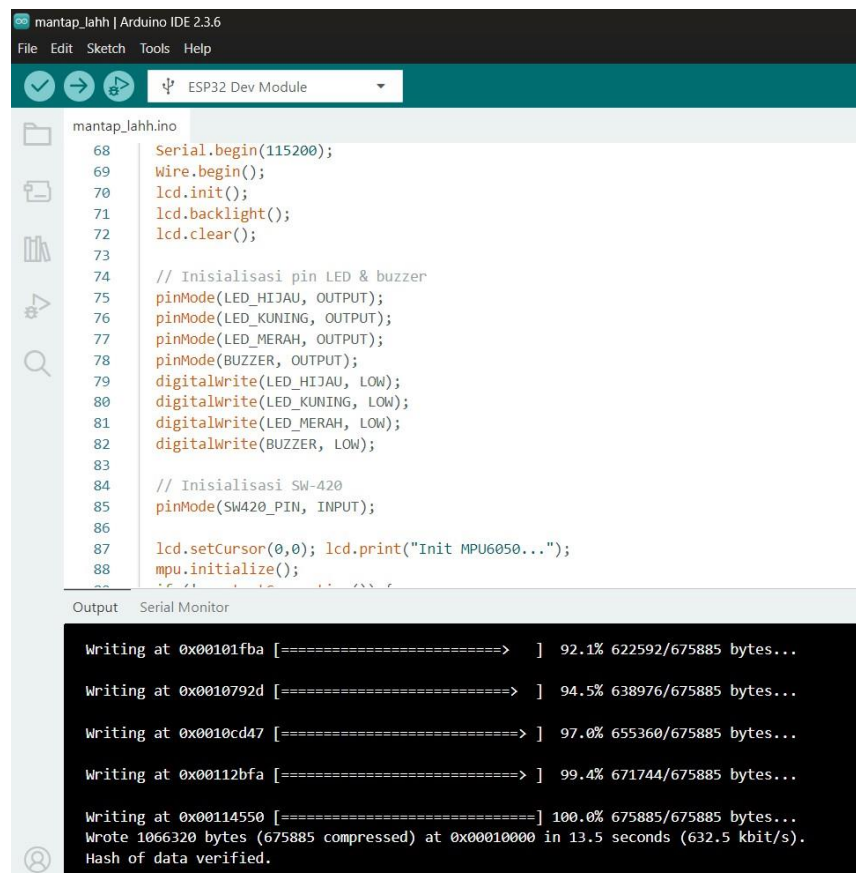 mantap_lahh | Arduino IDE 2.3.6
File Edit Sketch Tools Help
ESP32 Dev Module
mantap_lahh.ino
68 Serial.begin(115200);
69 Wire.begin();
70 lcd.init();
71 lcd.backlight();
72 lcd.clear();
73
74 // Inisialisasi pin LED & buzzer
75 pinMode(LED_HIJAU, OUTPUT);
76 pinMode(LED_KUNING, OUTPUT);
77 pinMode(LED_MERAH, OUTPUT);
78 pinMode(BUZZER, OUTPUT);
79 digitalWrite(LED_HIJAU, LOW);
80 digitalWrite(LED_KUNING, LOW);
81 digitalWrite(LED_MERAH, LOW);
82 digitalWrite(BUZZER, LOW);
83
84 // Inisialisasi SW-420
85 pinMode(SW420_PIN, INPUT);
86
87 lcd.setCursor(0,0); lcd.print("Init MPU6050...");
88 mpu.initialize();
Output Serial Monitor
Writing at 0x00101fba [==========================>   ]  92.1% 622592/675885 bytes...
Writing at 0x0010792d [===========================>  ]  94.5% 638976/675885 bytes...
Writing at 0x0010cd47 [============================> ]  97.0% 655360/675885 bytes...
Writing at 0x00112bfa [============================> ]  99.4% 671744/675885 bytes...
Writing at 0x00114550 [==============================] 100.0% 675885/675885 bytes...
Wrote 1066320 bytes (675885 compressed) at 0x00010000 in 13.5 seconds (632.5 kbit/s).
Hash of data verified.